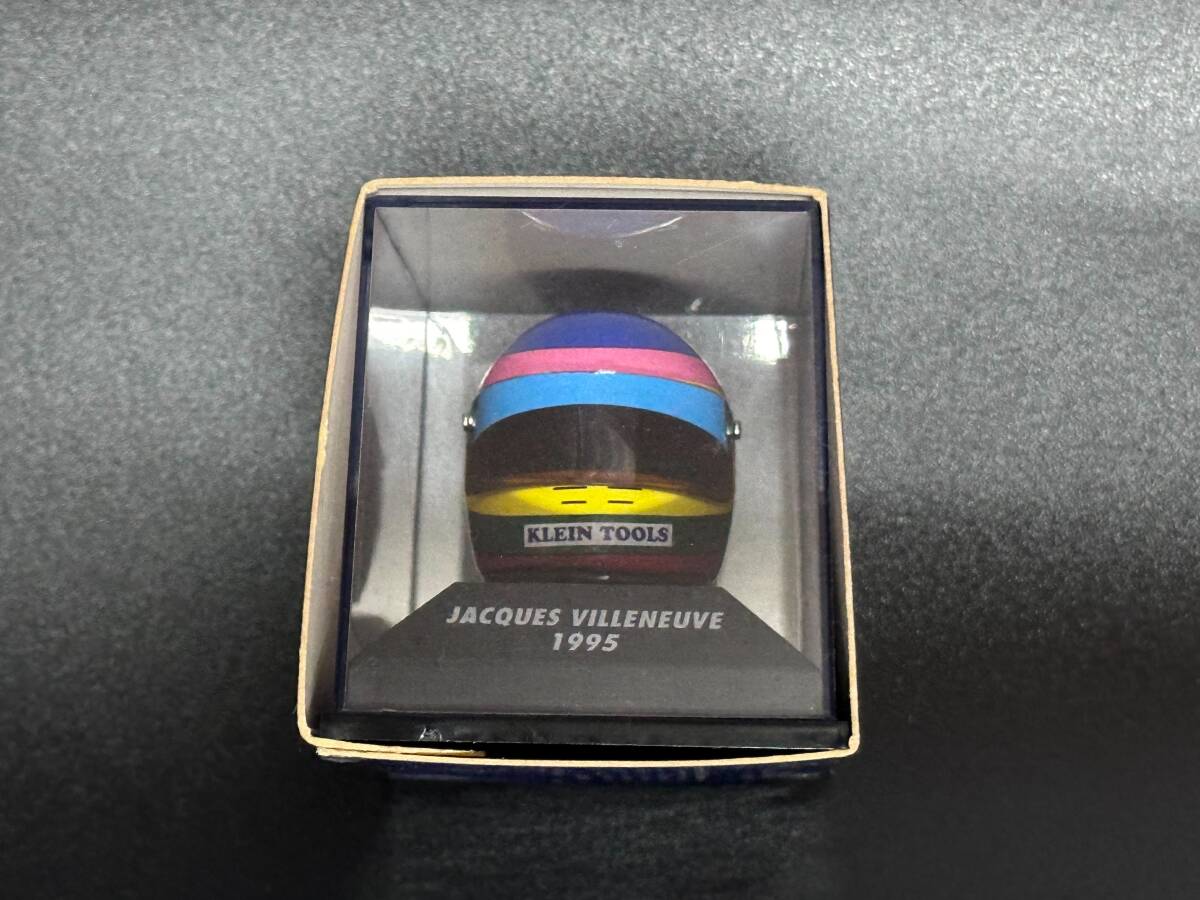 KLEIN TOOLS
JACQUES VILLENEUVE
1995